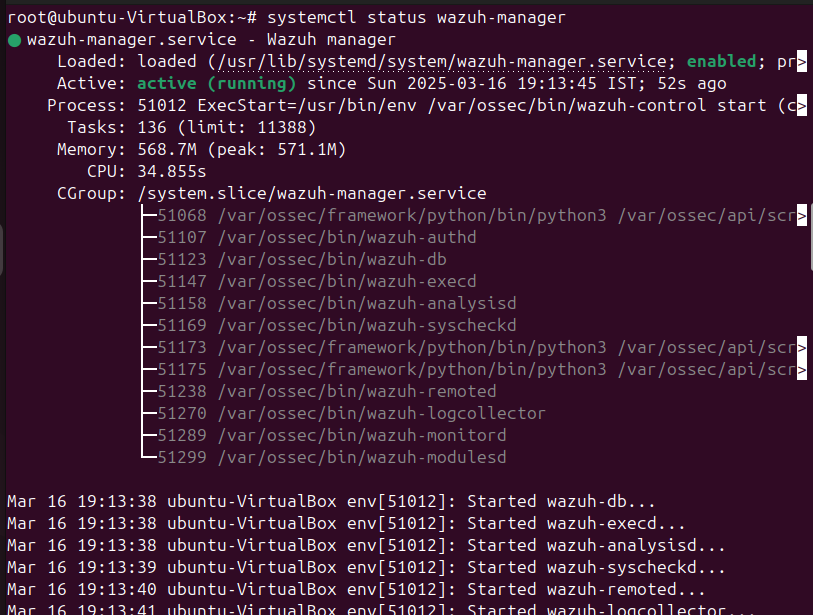 root@ubuntu-VirtualBox:~# systemctl status wazuh-manager
● wazuh-manager.service - Wazuh manager
     Loaded: loaded (/usr/lib/systemd/system/wazuh-manager.service; enabled; pr>
     Active: active (running) since Sun 2025-03-16 19:13:45 IST; 52s ago
    Process: 51012 ExecStart=/usr/bin/env /var/ossec/bin/wazuh-control start (c>
      Tasks: 136 (limit: 11388)
     Memory: 568.7M (peak: 571.1M)
        CPU: 34.855s
     CGroup: /system.slice/wazuh-manager.service
             ├─51068 /var/ossec/framework/python/bin/python3 /var/ossec/api/scr>
             ├─51107 /var/ossec/bin/wazuh-authd
             ├─51123 /var/ossec/bin/wazuh-db
             ├─51147 /var/ossec/bin/wazuh-execd
             ├─51158 /var/ossec/bin/wazuh-analysisd
             ├─51169 /var/ossec/bin/wazuh-syscheckd
             ├─51173 /var/ossec/framework/python/bin/python3 /var/ossec/api/scr>
             ├─51175 /var/ossec/framework/python/bin/python3 /var/ossec/api/scr>
             ├─51238 /var/ossec/bin/wazuh-remoted
             ├─51270 /var/ossec/bin/wazuh-logcollector
             ├─51289 /var/ossec/bin/wazuh-monitord
             └─51299 /var/ossec/bin/wazuh-modulesd

Mar 16 19:13:38 ubuntu-VirtualBox env[51012]: Started wazuh-db...
Mar 16 19:13:38 ubuntu-VirtualBox env[51012]: Started wazuh-execd...
Mar 16 19:13:38 ubuntu-VirtualBox env[51012]: Started wazuh-analysisd...
Mar 16 19:13:39 ubuntu-VirtualBox env[51012]: Started wazuh-syscheckd...
Mar 16 19:13:40 ubuntu-VirtualBox env[51012]: Started wazuh-remoted...
Mar 16 19:13:41 ubuntu-VirtualBox env[51012]: Started wazuh-logcollector...